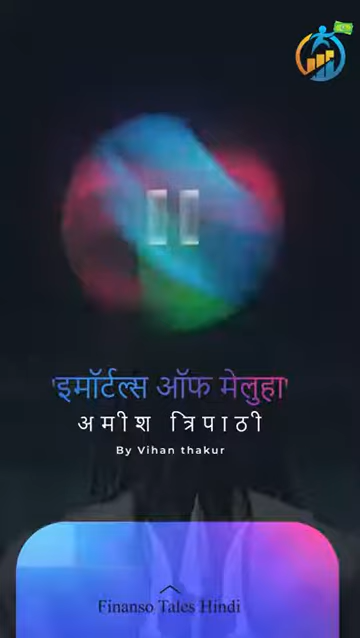 'इमॉर्टल्स ऑफ मेलुहा'
अमीश त्रिपाठी
By Vihan thakur
Finanso Tales Hindi